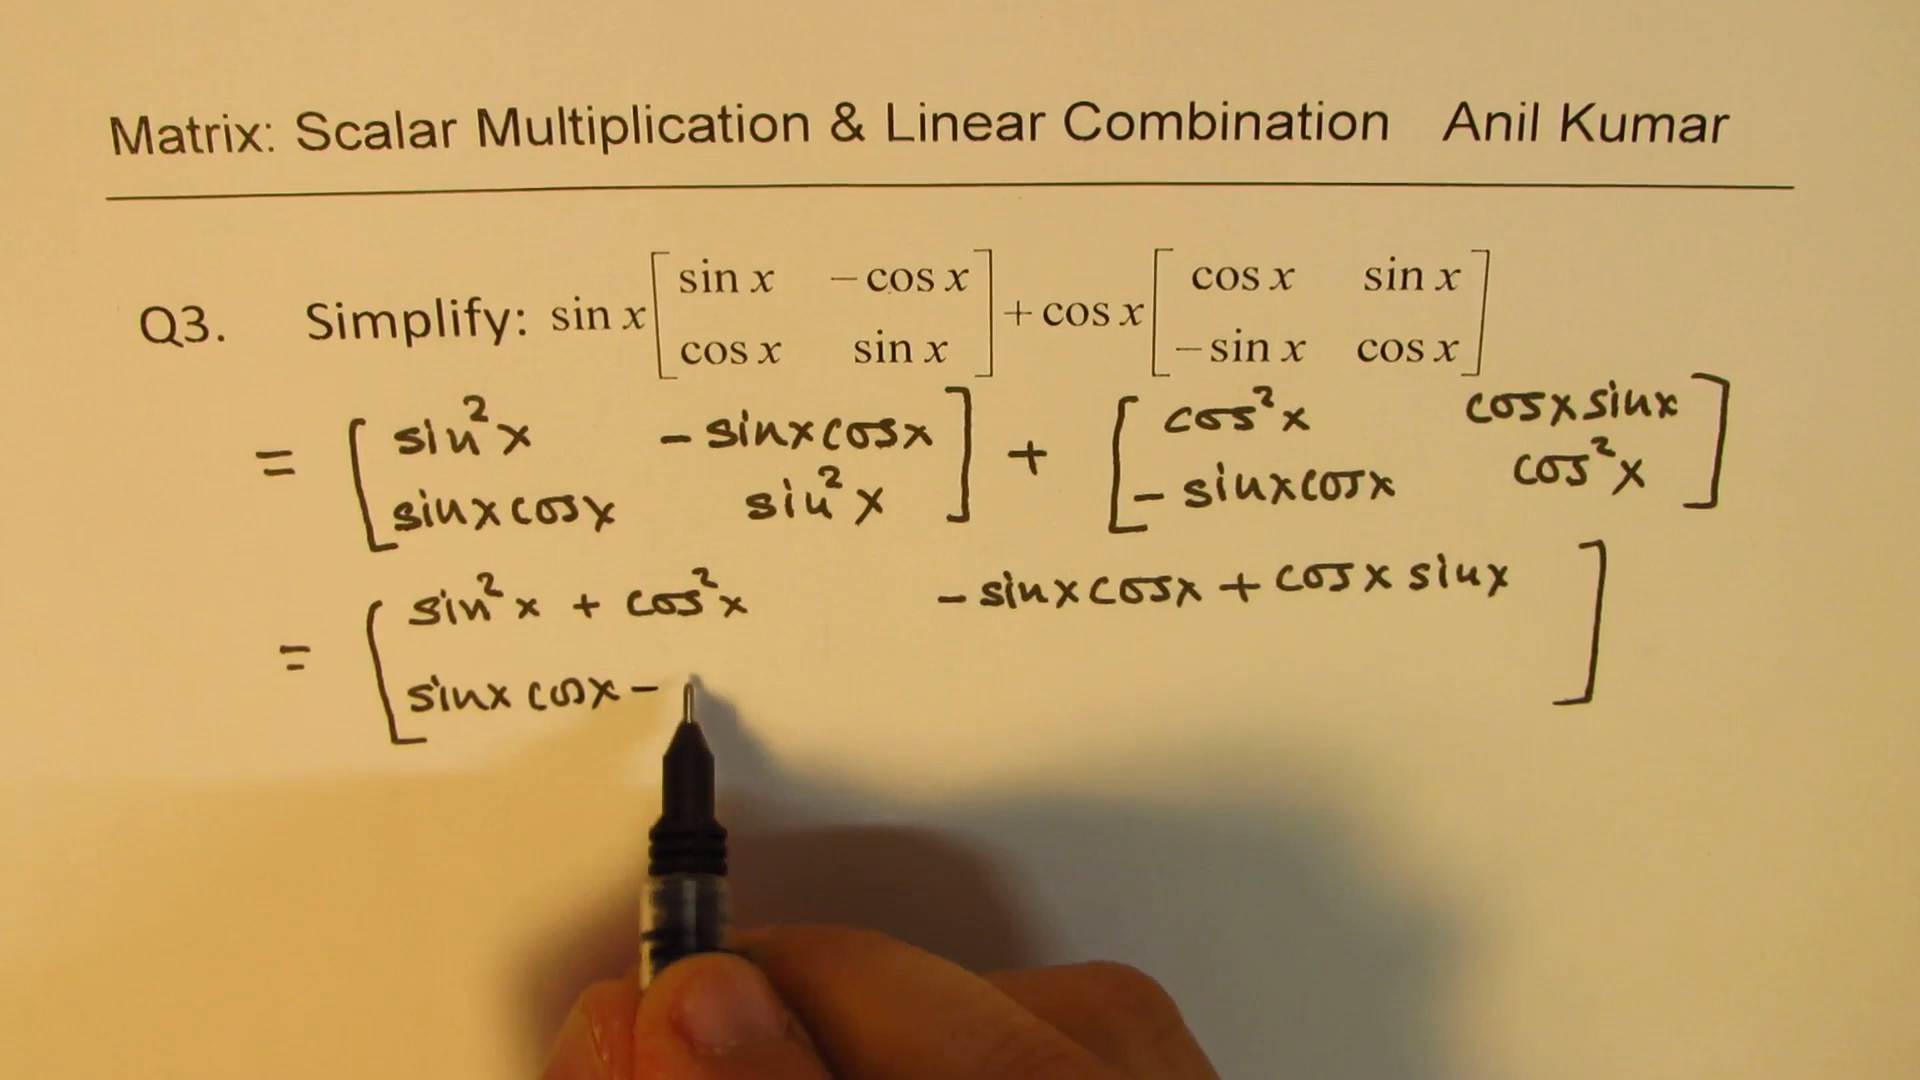 Matrix: Scalar Multiplication & Linear Combination Anil Kumar
Q3. Simplify: sin x [ sin x − cos x ] + cos x [ cos x sin x ]
[ cos x sin x ] [ − sin x cos x ]
= [ sin²x − sinx cosx ] + [ cos²x cosx sinx ]
[ sinx cosx sin²x ] [ − sinx cosx cos²x ]
= [ sin²x + cos²x − sinx cosx + cosx sinx ]
[ sinx cosx − ]